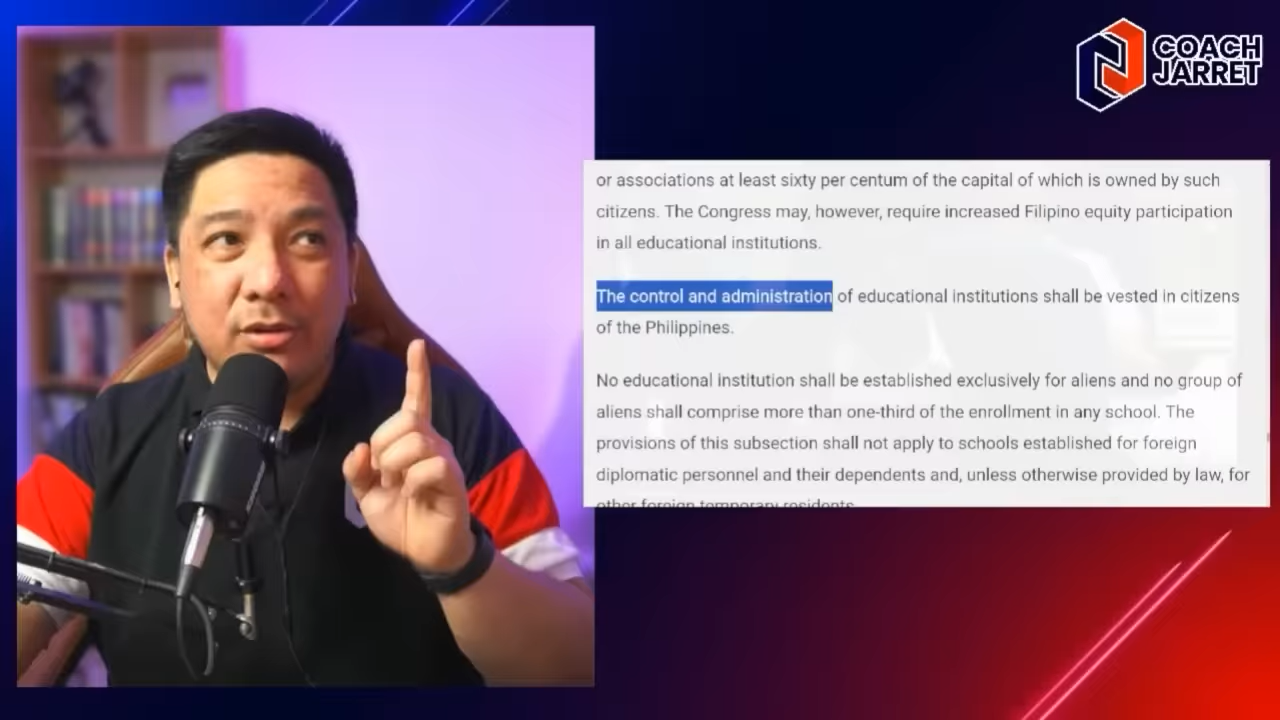 COACH
JARRET
or associations at least sixty per centum of the capital of which is owned by such
citizens. The Congress may, however, require increased Filipino equity participation
in all educational institutions.
The control and administration of educational institutions shall be vested in citizens
of the Philippines.
No educational institution shall be established exclusively for aliens and no group of
aliens shall comprise more than one-third of the enrollment in any school. The
provisions of this subsection shall not apply to schools established for foreign
diplomatic personnel and their dependents and, unless otherwise provided by law, for
other foreign temporary residents.